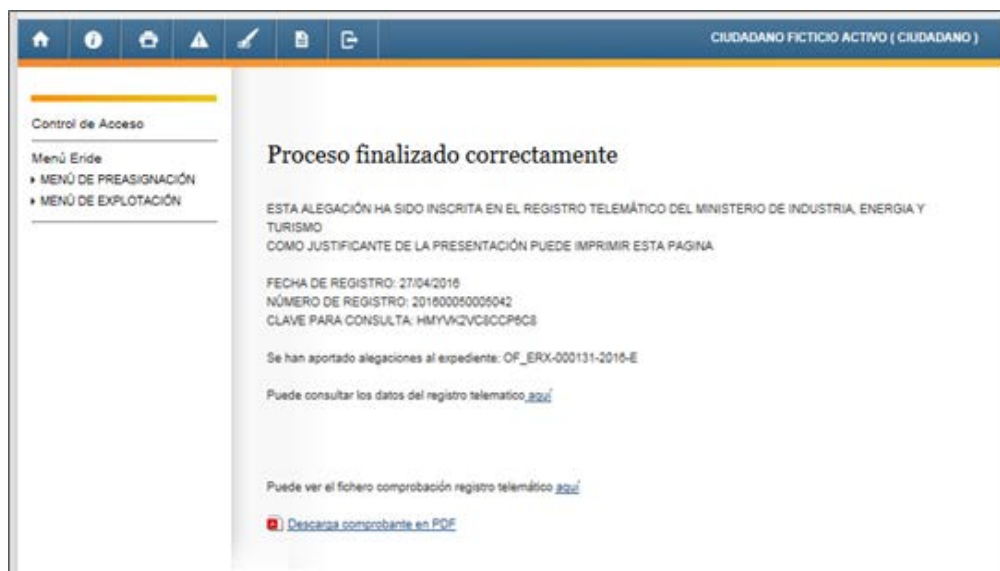 CIUDADANO FICTICIO ACTIVO ( CIUDADANO )
Control de Acceso
Menú Eride
MENÚ DE PREASIGNACIÓN
MENÚ DE EXPLOTACIÓN
Proceso finalizado correctamente
ESTA ALEGACIÓN HA SIDO INSCRITA EN EL REGISTRO TELEMÁTICO DEL MINISTERIO DE INDUSTRIA, ENERGIA Y
TURISMO
COMO JUSTIFICANTE DE LA PRESENTACIÓN PUEDE IMPRIMIR ESTA PAGINA
FECHA DE REGISTRO: 27/04/2016
NÚMERO DE REGISTRO: 201600050005042
CLAVE PARA CONSULTA: HMYVK2VC8CCP6C8
Se han aportado alegaciones al expediente: OF_ERX-000131-2016-E
Puede consultar los datos del registro telematico aquí
Puede ver el fichero comprobación registro telemático aquí
Descarga comprobante en PDF